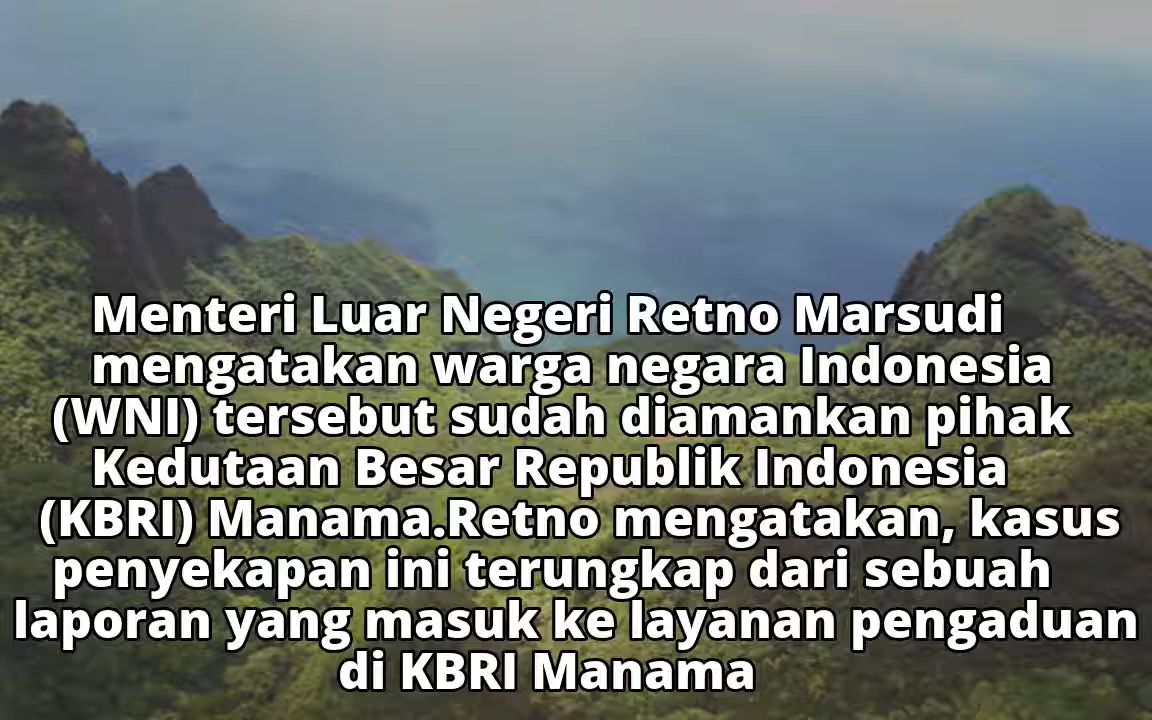 Menteri Luar Negeri Retno Marsudi
mengatakan warga negara Indonesia
(WNI) tersebut sudah diamankan pihak
Kedutaan Besar Republik Indonesia
(KBRI) Manama.Retno mengatakan, kasus
penyekapan ini terungkap dari sebuah
laporan yang masuk ke layanan pengaduan
di KBRI Manama